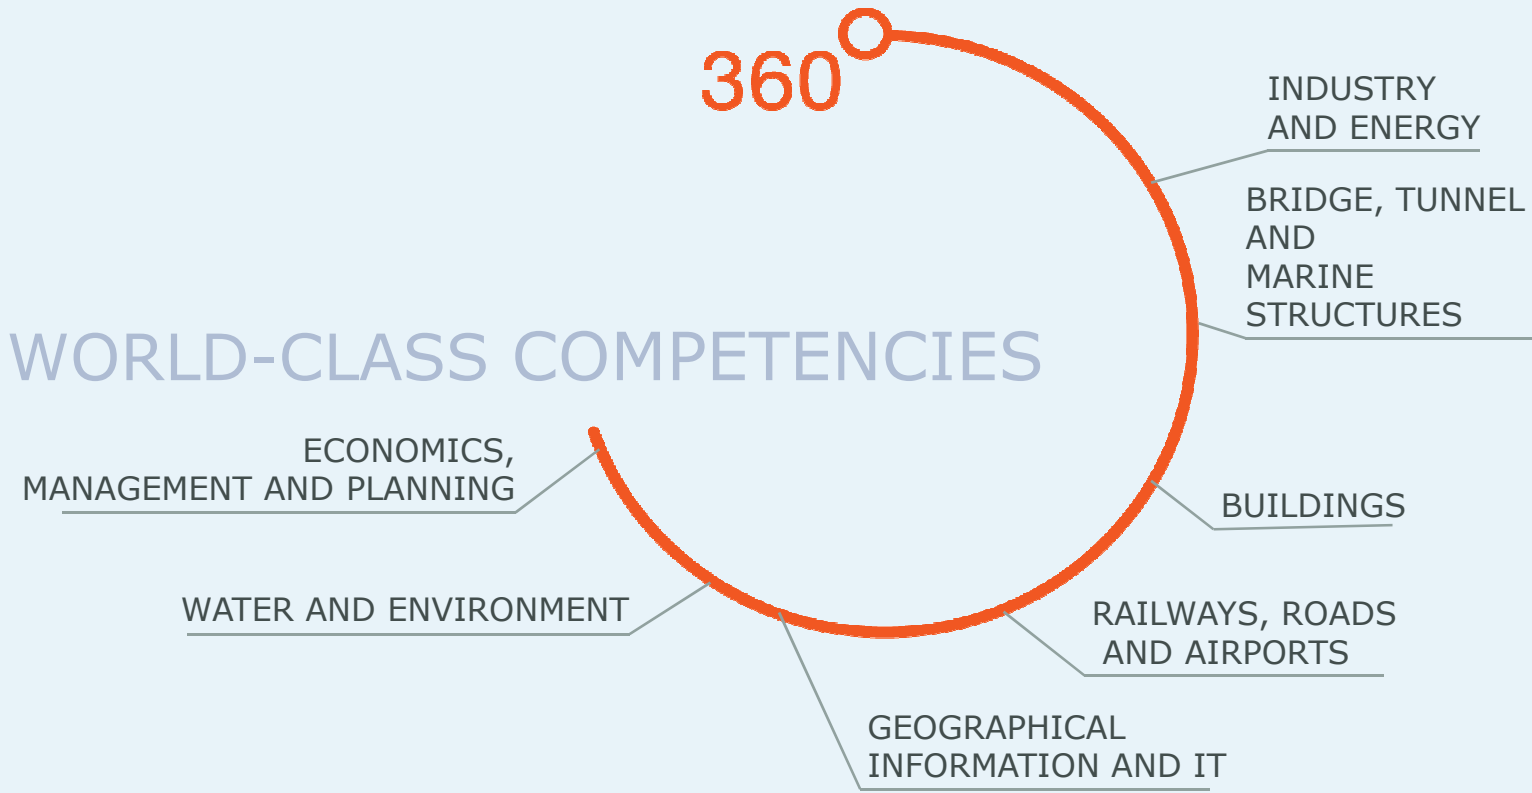 360
INDUSTRY
AND ENERGY
BRIDGE, TUNNEL
AND
MARINE
STRUCTURES
WORLD-CLASS COMPETENCIES
ECONOMICS,
MANAGEMENT AND PLANNING
BUILDINGS
WATER AND ENVIRONMENT
RAILWAYS, ROADS
AND AIRPORTS
GEOGRAPHICAL
INFORMATION AND IT